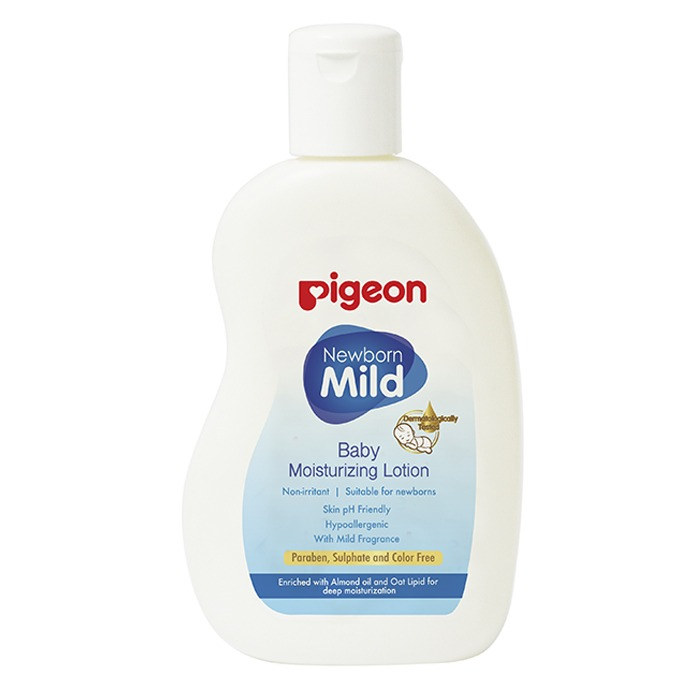 pigeon
Newborn
Mild
Dermatologically
Tested
Baby
Moisturizing Lotion
Non-irritant | Suitable for newborns
Skin pH Friendly
Hypoallergenic
With Mild Fragrance
Paraben, Sulphate and Color Free
Enriched with Almond oil and Oat Lipid for
deep moisturization